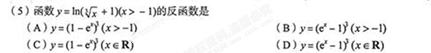 (5) 函数 y = ln(∛x + 1)(x > - 1)的反函数是
(A) y = (1 - eˣ)³ (x > -1) (B) y = (eˣ - 1)³ (x > -1)
(C) y = (1 - eˣ)³ (x ∈ R) (D) y = (eˣ - 1)³ (x ∈ R)